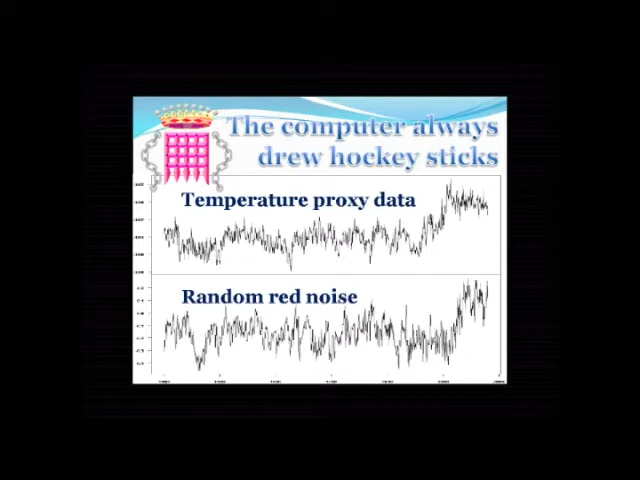 The computer always
drew hockey sticks
Temperature proxy data
Random red noise